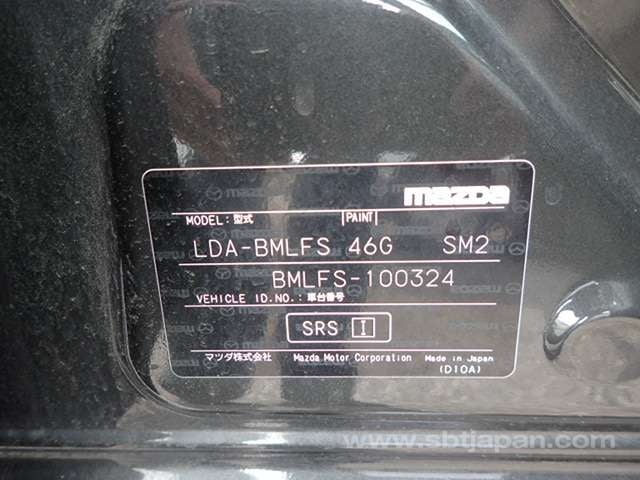 mazda
MODEL: 型式 PAINT
LDA-BMLFS 46G SM2
BMLFS-100324
VEHICLE ID.NO.: 車台番号
SRS I
マツダ株式会社 Mazda Motor Corporation Made in Japan
(D10A)
www.sbtjapan.com